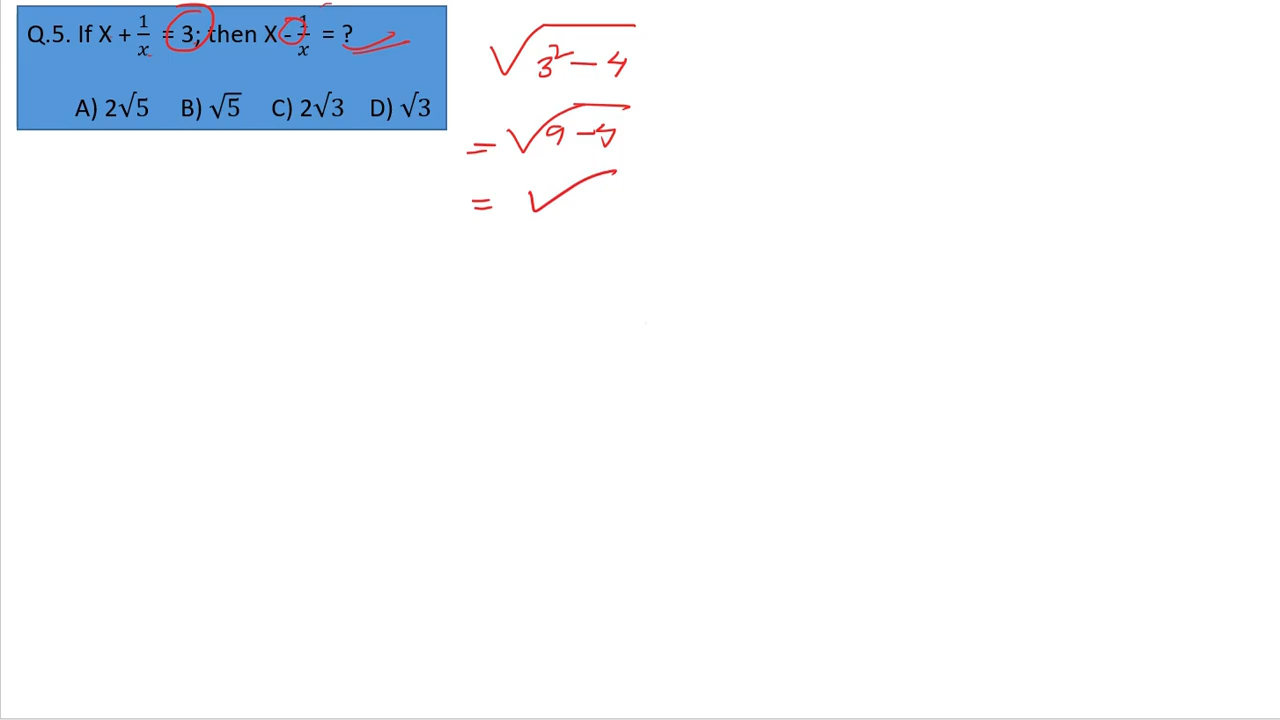 Q.5. If X + 1/x = 3; then X - 1/x = ?
A) 2√5 B) √5 C) 2√3 D) √3
√3² - 4
= √9 - 4
= √